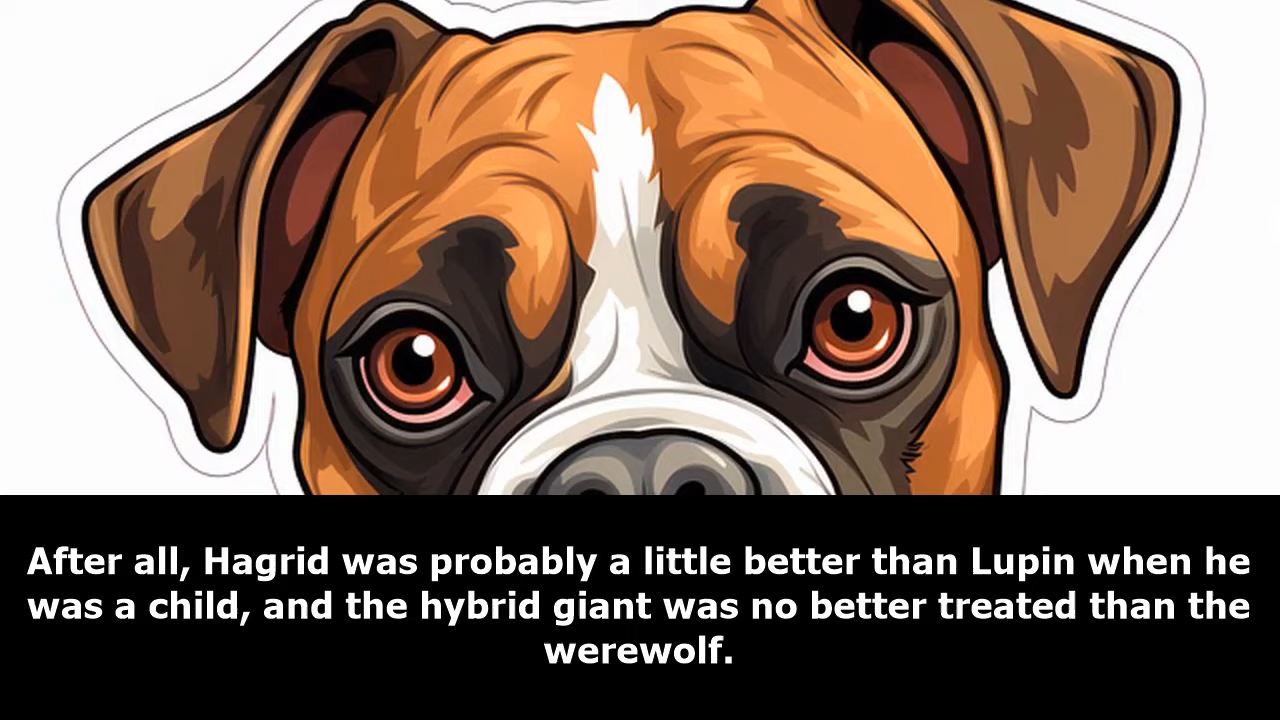 After all, Hagrid was probably a little better than Lupin when he
was a child, and the hybrid giant was no better treated than the
werewolf.